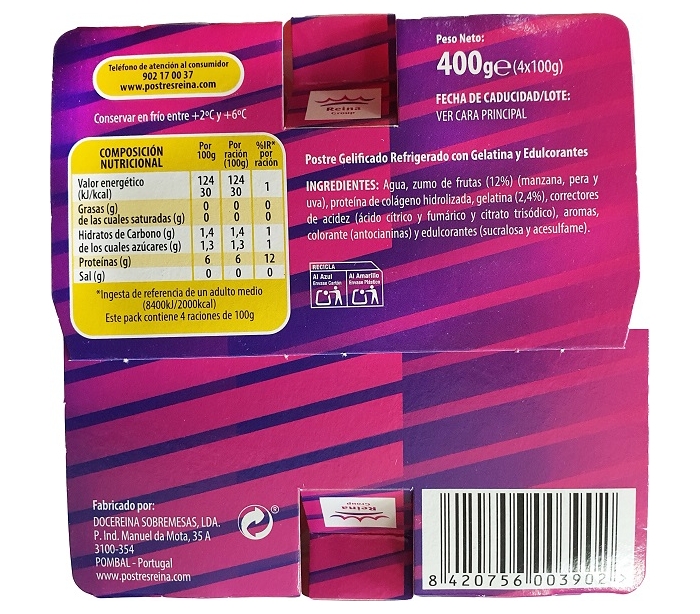 Teléfono de atención al consumidor
902 17 00 37
www.postresreina.com
Conservar en frío entre +2ºC y +6ºC
COMPOSICIÓN NUTRICIONAL Por 100g Por ración (100g) %IR* por ración
Valor energético (kJ/kcal) 124 30 124 30 1
Grasas (g) 0 0 0
de las cuales saturadas (g) 0 0 0
Hidratos de Carbono (g) 1,4 1,4 1
de los cuales azúcares (g) 1,3 1,3 1
Proteínas (g) 6 6 12
Sal (g) 0 0 0
*Ingesta de referencia de un adulto medio
(8400kJ/2000kcal)
Este pack contiene 4 raciones de 100g
Reina
Group
Peso Neto:
400g℮(4x100g)
FECHA DE CADUCIDAD/LOTE:
VER CARA PRINCIPAL
Postre Gelificado Refrigerado con Gelatina y Edulcorantes
INGREDIENTES: Agua, zumo de frutas (12%) (manzana, pera y
uva), proteína de colágeno hidrolizada, gelatina (2,4%), correctores
de acidez (ácido cítrico y fumárico y citrato trisódico), aromas,
colorante (antocianinas) y edulcorantes (sucralosa y acesulfame).
RECICLA
Al Azul Al Amarillo
Envase Cartón Envase Plástico
Fabricado por:
DOCEREINA SOBREMESAS, LDA.
P. Ind. Manuel da Mota, 35 A
3100-354
POMBAL - Portugal
www.postresreina.com
®
Reina
Group
8 420756 003902 >